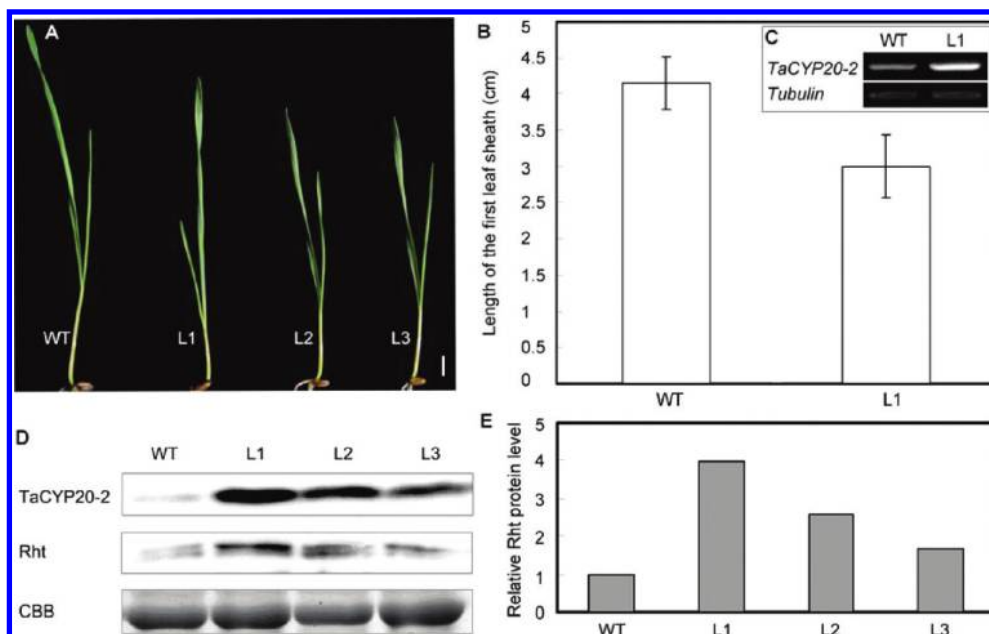 A
WT
L1
L2
L3
B
Length of the first leaf sheath (cm)
5
4.5
4
3.5
3
2.5
2
1.5
1
0.5
0
WT
L1
C
WT
L1
TaCYP20-2
Tubulin
D
WT
L1
L2
L3
TaCYP20-2
Rht
CBB
E
Relative Rht protein level
5
4
3
2
1
0
WT
L1
L2
L3